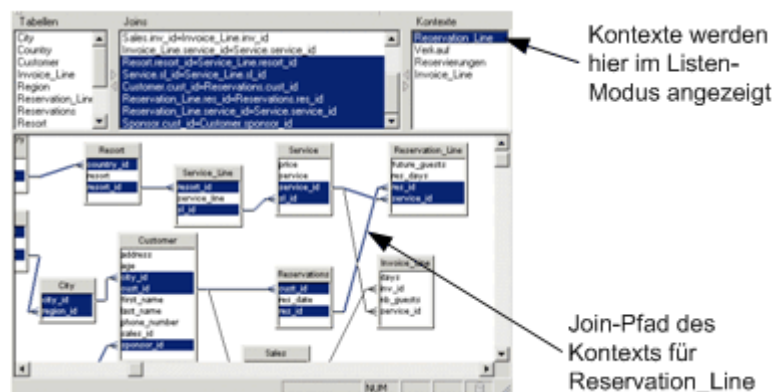 Tabellen
City
Country
Customer
Invoice_Line
Region
Reservation_Line
Reservations
Resort
Joins
Sales.inv_id=Invoice_Line.inv_id
Invoice_Line.service_id=Service.service_id
Resort.resort_id=Service_Line.resort_id
Service.sl_id=Service_Line.sl_id
Customer.cust_id=Reservations.cust_id
Reservation_Line.res_id=Reservations.res_id
Reservation_Line.service_id=Service.service_id
Sponsor.cust_id=Customer.sponsor_id
Kontexte
Reservation_Line
Verkauf
Reservierungen
Invoice_Line
Kontexte werden
hier im Listen-
Modus angezeigt
Resort
country_id
resort
resort_id
Service_Line
resort_id
service_line
sl_id
Service
price
service
service_id
sl_id
Reservation_Line
future_guests
res_days
res_id
service_id
City
city_id
region_id
Customer
address
age
city_id
cust_id
first_name
last_name
phone_number
sales_id
sponsor_id
Reservations
cust_id
res_date
res_id
Invoice_Line
days
inv_id
nb_guests
service_id
Sales
Join-Pfad des
Kontexts für
Reservation_Line
NUM